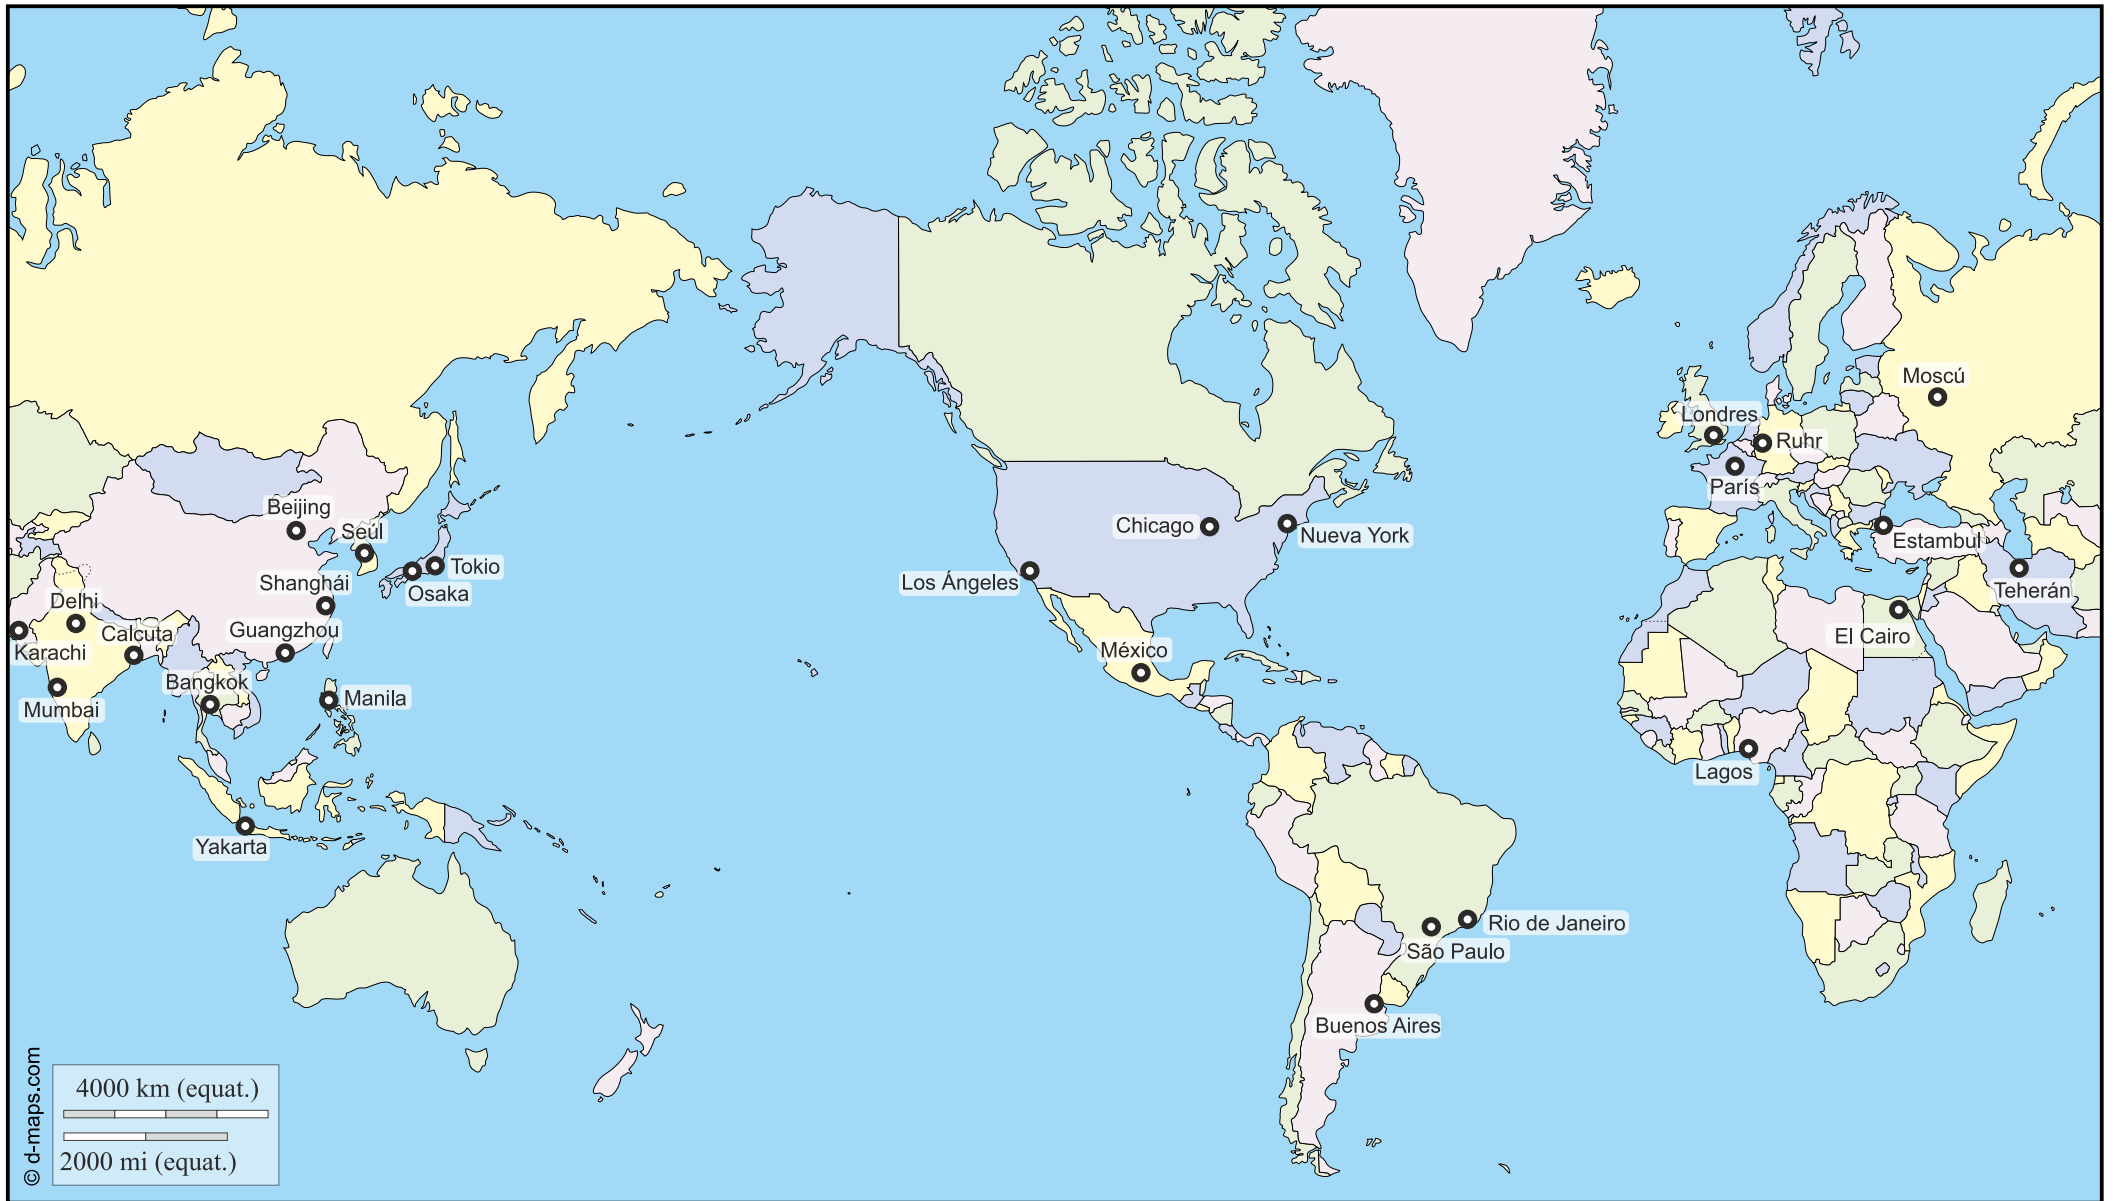 Moscú
Londres
Ruhr
París
Beijing
Seúl
Chicago
Nueva York
Estambul
Tokio
Shanghái
Osaka
Los Ángeles
Teherán
Delhi
Calcuta
Guangzhou
El Cairo
Karachi
México
Bangkok
Manila
Mumbai
Lagos
Yakarta
Rio de Janeiro
São Paulo
Buenos Aires
© d-maps.com
4000 km (equat.)
2000 mi (equat.)